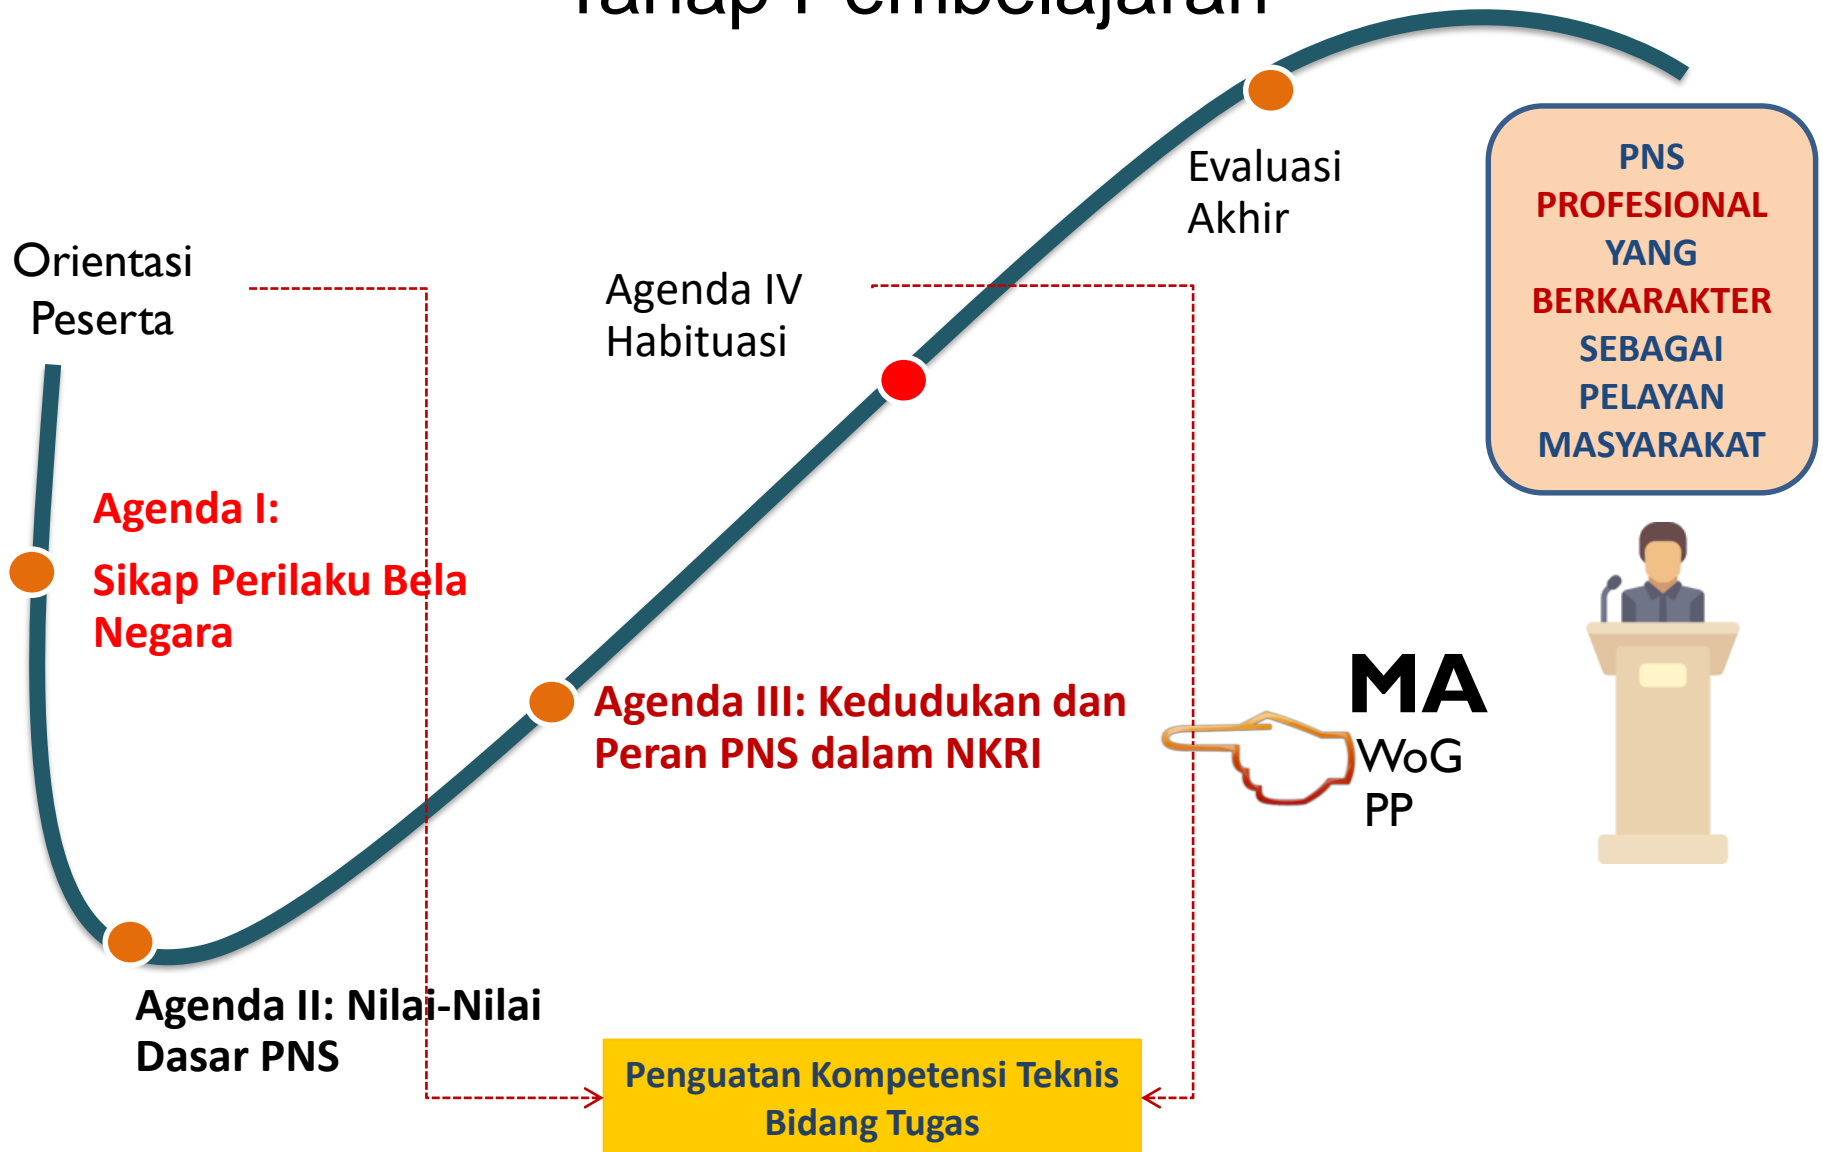 Tahap Pembelajaran
Orientasi
Peserta
Agenda I:
Sikap Perilaku Bela
Negara
Agenda II: Nilai-Nilai
Dasar PNS
Agenda III: Kedudukan dan
Peran PNS dalam NKRI
Agenda IV
Habituasi
Evaluasi
Akhir
PNS
PROFESIONAL
YANG
BERKARAKTER
SEBAGAI
PELAYAN
MASYARAKAT
MA
WoG
PP
Penguatan Kompetensi Teknis
Bidang Tugas